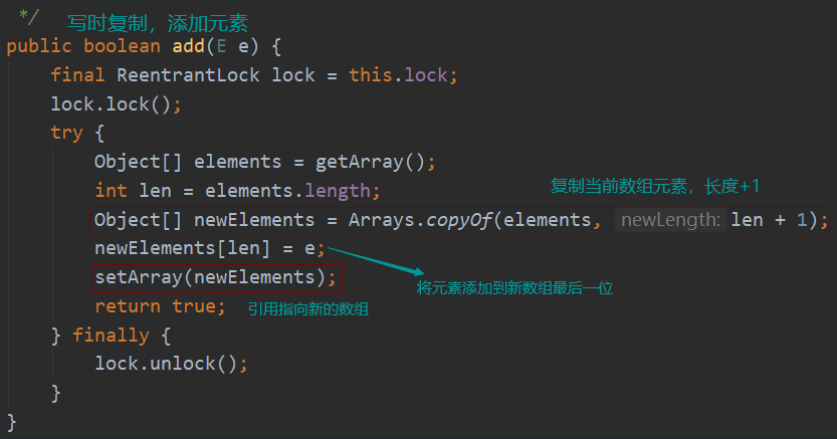 */ 写时复制，添加元素
public boolean add(E e) {
final ReentrantLock lock = this.lock;
lock.lock();
try {
Object[] elements = getArray();
int len = elements.length;
复制当前数组元素，长度+1
Object[] newElements = Arrays.copyOf(elements, newLength: len + 1);
newElements[len] = e;
将元素添加到新数组最后一位
setArray(newElements);
return true; 引用指向新的数组
} finally {
lock.unlock();
}
}